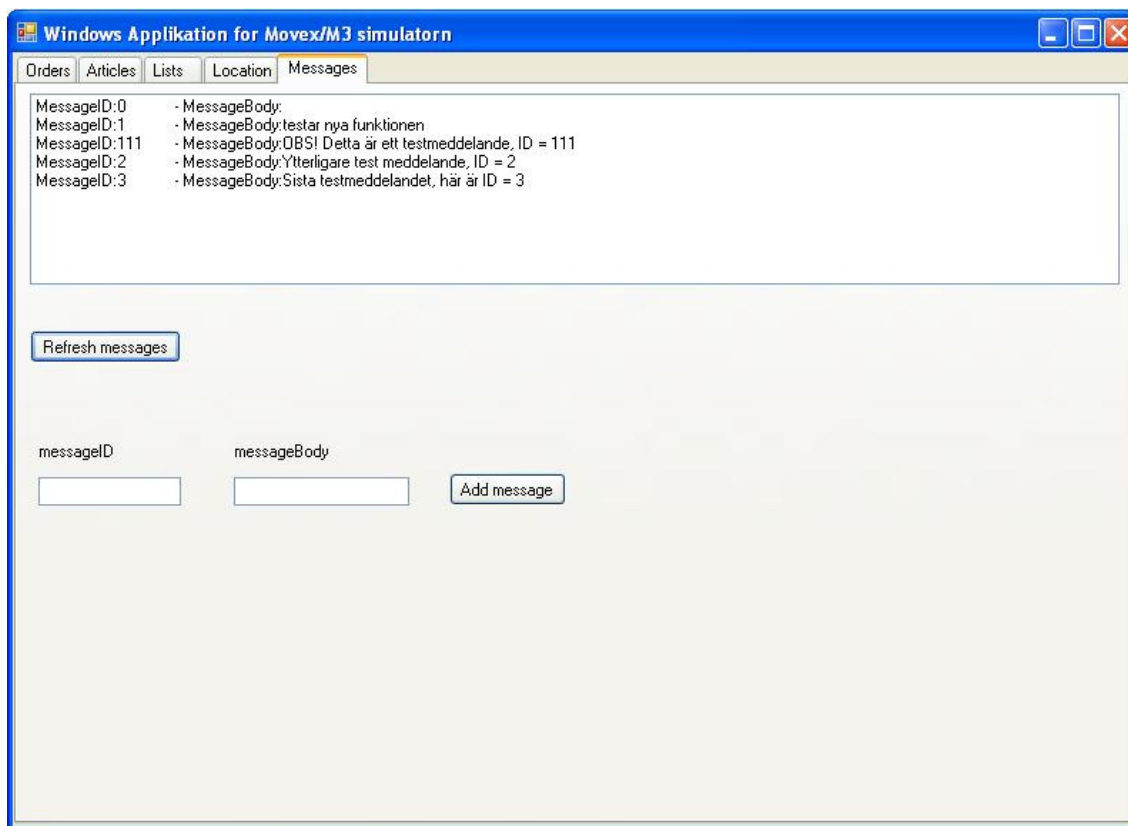 Windows Applikation for Movex/M3 simulatorn
Orders Articles Lists Location Messages
MessageID:0 - MessageBody:
MessageID:1 - MessageBody:testar nya funktionen
MessageID:111 - MessageBody:OBS! Detta är ett testmeddelande, ID = 111
MessageID:2 - MessageBody:Ytterligare test meddelande, ID = 2
MessageID:3 - MessageBody:Sista testmeddelandet, här är ID = 3
Refresh messages
messageID messageBody
Add message